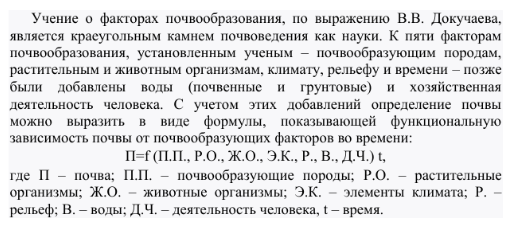 Учение о факторах почвообразования, по выражению В.В. Докучаева,
является краеугольным камнем почвоведения как науки. К пяти факторам
почвообразования, установленным ученым – почвообразующим породам,
растительным и животным организмам, климату, рельефу и времени – позже
были добавлены воды (почвенные и грунтовые) и хозяйственная
деятельность человека. С учетом этих добавлений определение почвы
можно выразить в виде формулы, показывающей функциональную
зависимость почвы от почвообразующих факторов во времени:
П=f (П.П., Р.О., Ж.О., Э.К., Р., В., Д.Ч.) t,
где П – почва; П.П. – почвообразующие породы; Р.О. – растительные
организмы; Ж.О. – животные организмы; Э.К. – элементы климата; Р. –
рельеф; В. – воды; Д.Ч. – деятельность человека, t – время.